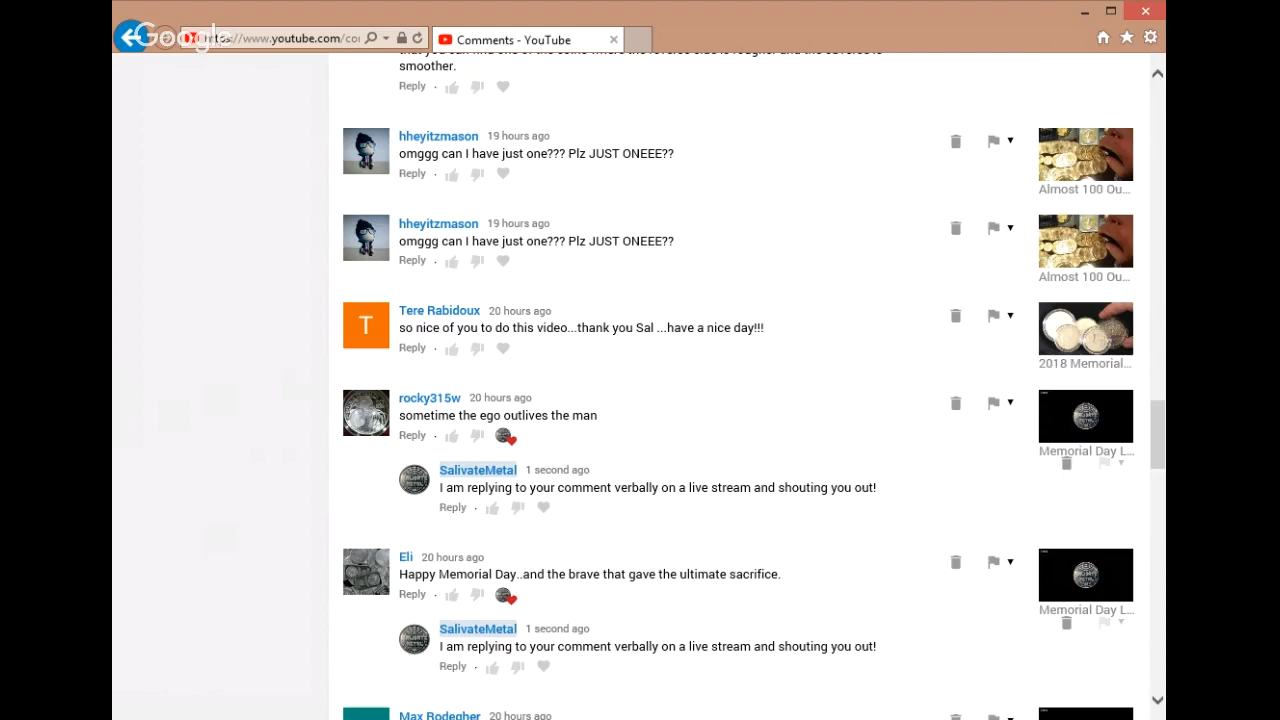 Google
https://www.youtube.com/co
Comments - YouTube
smoother.
Reply
hheyitzmason 19 hours ago
omggg can I have just one??? Plz JUST ONEEE??
Reply
Almost 100 Ou...
hheyitzmason 19 hours ago
omggg can I have just one??? Plz JUST ONEEE??
Reply
Almost 100 Ou...
T
Tere Rabidoux 20 hours ago
so nice of you to do this video...thank you Sal ...have a nice day!!!
Reply
2018 Memorial...
rocky315w 20 hours ago
sometime the ego outlives the man
Reply
Memorial Day L...
SalivateMetal 1 second ago
I am replying to your comment verbally on a live stream and shouting you out!
Reply
Eli 20 hours ago
Happy Memorial Day..and the brave that gave the ultimate sacrifice.
Reply
Memorial Day L...
SalivateMetal 1 second ago
I am replying to your comment verbally on a live stream and shouting you out!
Reply
Max Rodegher 20 hours ago